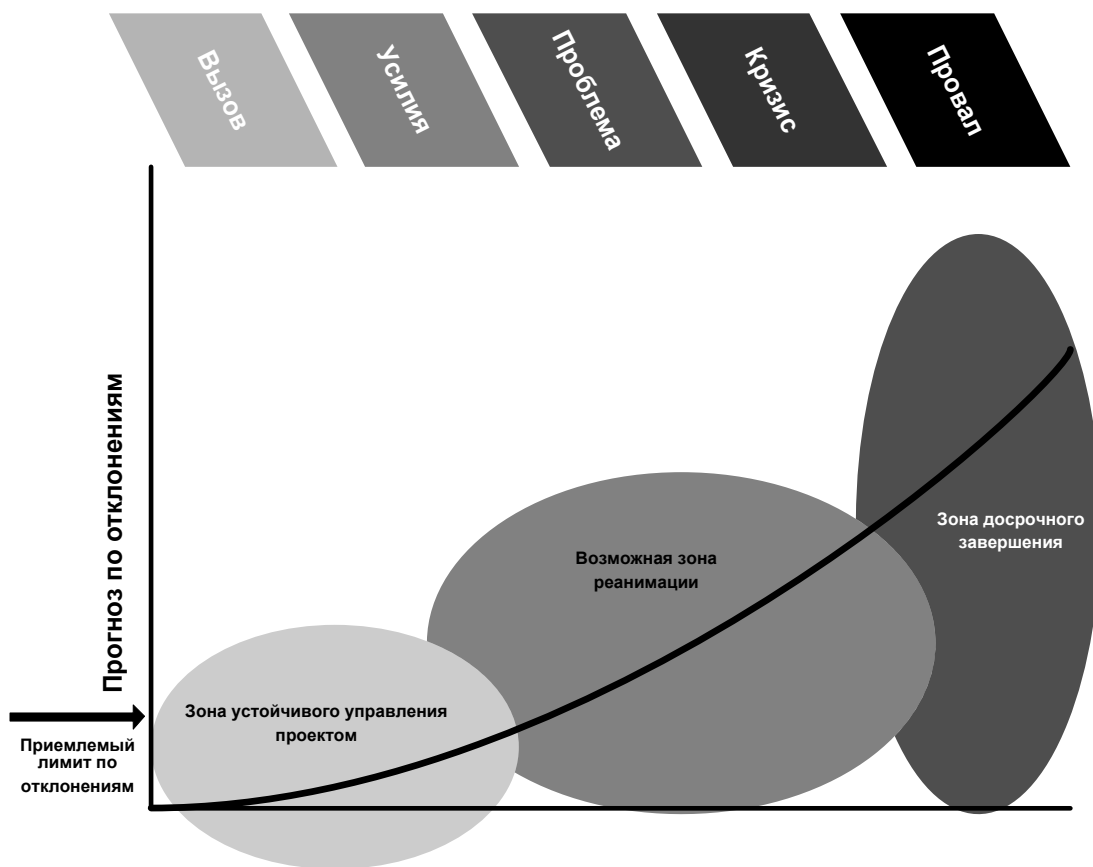 Вызов
Усилия
Проблема
Кризис
Провал
Прогноз по отклонениям
Зона досрочного
завершения
Возможная зона
реанимации
Зона устойчивого управления
проектом
Приемлемый
лимит по
отклонениям